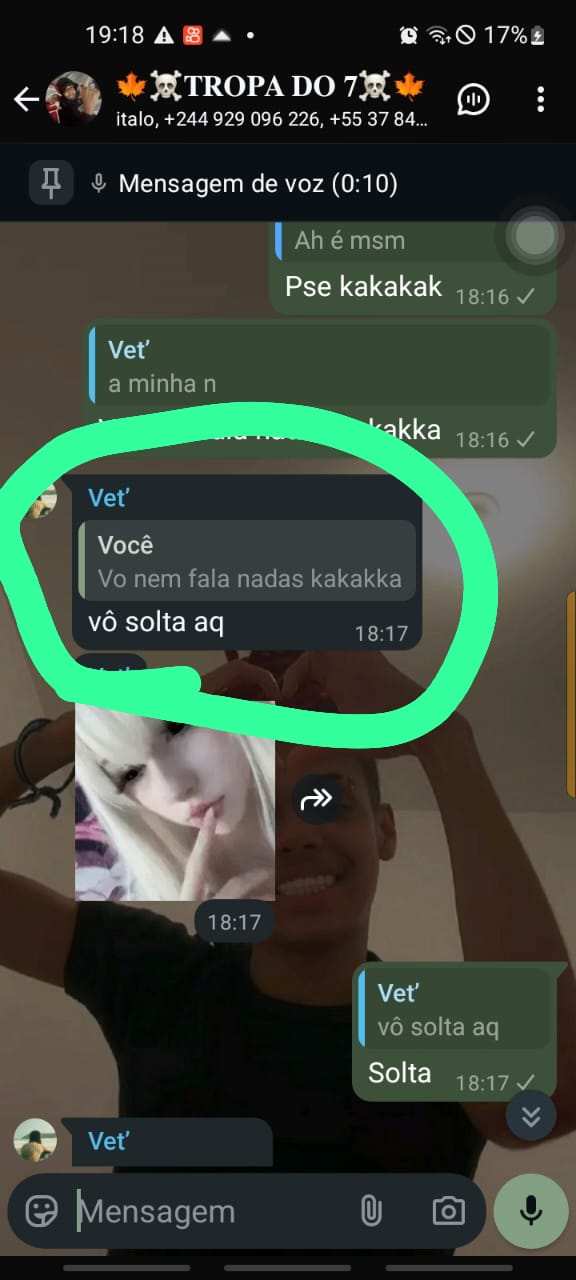 19:18
17%
🍁☠️TROPA DO 7☠️🍁
italo, +244 929 096 226, +55 37 84...
Mensagem de voz (0:10)
Ah é msm
Pse kakakak 18:16
Vet'
a minha n
kakka 18:16
Vet'
Você
Vo nem fala nadas kakakka
vô solta aq
18:17
18:17
Vet'
vô solta aq
Solta 18:17
Vet'
Mensagem